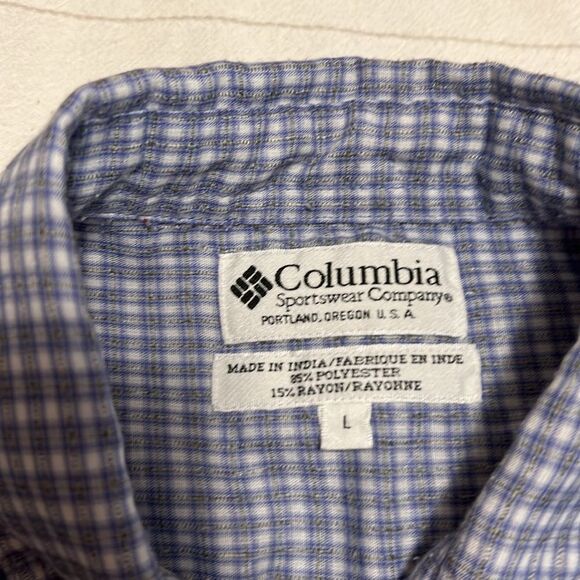 Columbia
Sportswear Company®
PORTLAND, OREGON U.S.A.
MADE IN INDIA/FABRIQUE EN INDE
85% POLYESTER
15% RAYON/RAYONNE
L